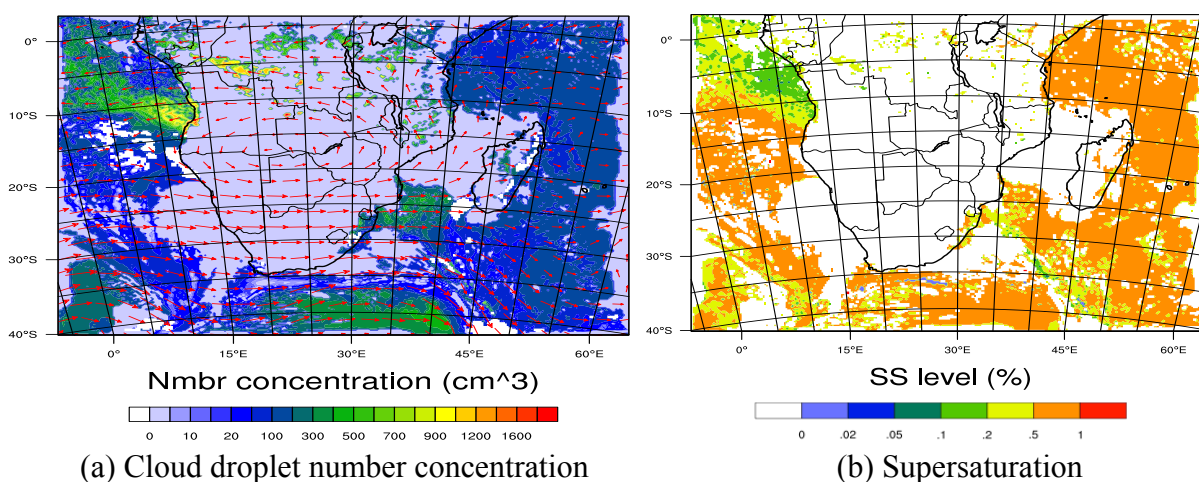 0°
10°S
20°S
30°S
40°S
0° 15°E 30°E 45°E 60°E
Nmbr concentration (cm^3)
0 10 20 100 300 500 700 900 1200 1600
(a) Cloud droplet number concentration
0°
10°S
20°S
30°S
40°S
0° 15°E 30°E 45°E 60°E
SS level (%)
0 .02 .05 .1 .2 .5 1
(b) Supersaturation